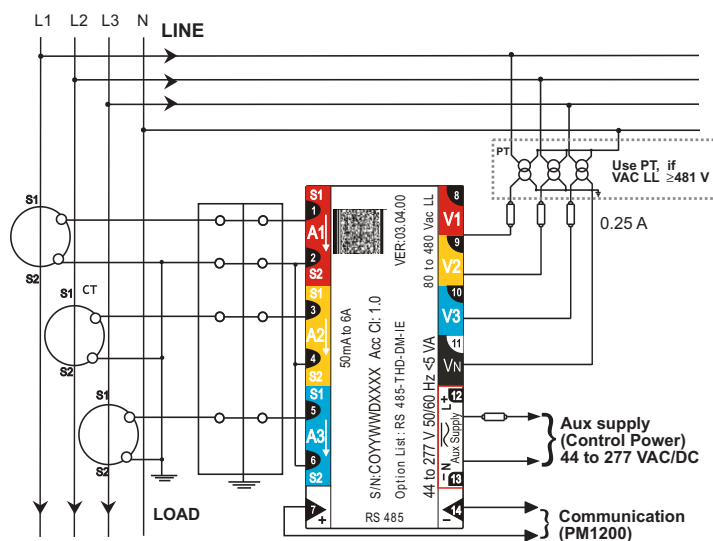 L1 L2 L3 N
LINE
PT
Use PT, if
VAC LL ≥481 V
0.25 A
S1
S2
S1 CT
S2
S1
S2
LOAD
S1
1
A1
2
S2
S1
3
A2
4
S2
S1
5
A3
6
S2
7
+
RS 485
50mA to 6A
S/N:COYYWWDXXXX Acc Cl: 1.0
Option List : RS 485-THD-DM-IE
VER:03.04.00
80 to 480 Vac LL
44 to 277 V 50/60 Hz <5 VA
8
V1
9
V2
10
V3
11
VN
12
L+
Aux Supply
– N
13
14
–
Aux supply
(Control Power)
44 to 277 VAC/DC
Communication
(PM1200)